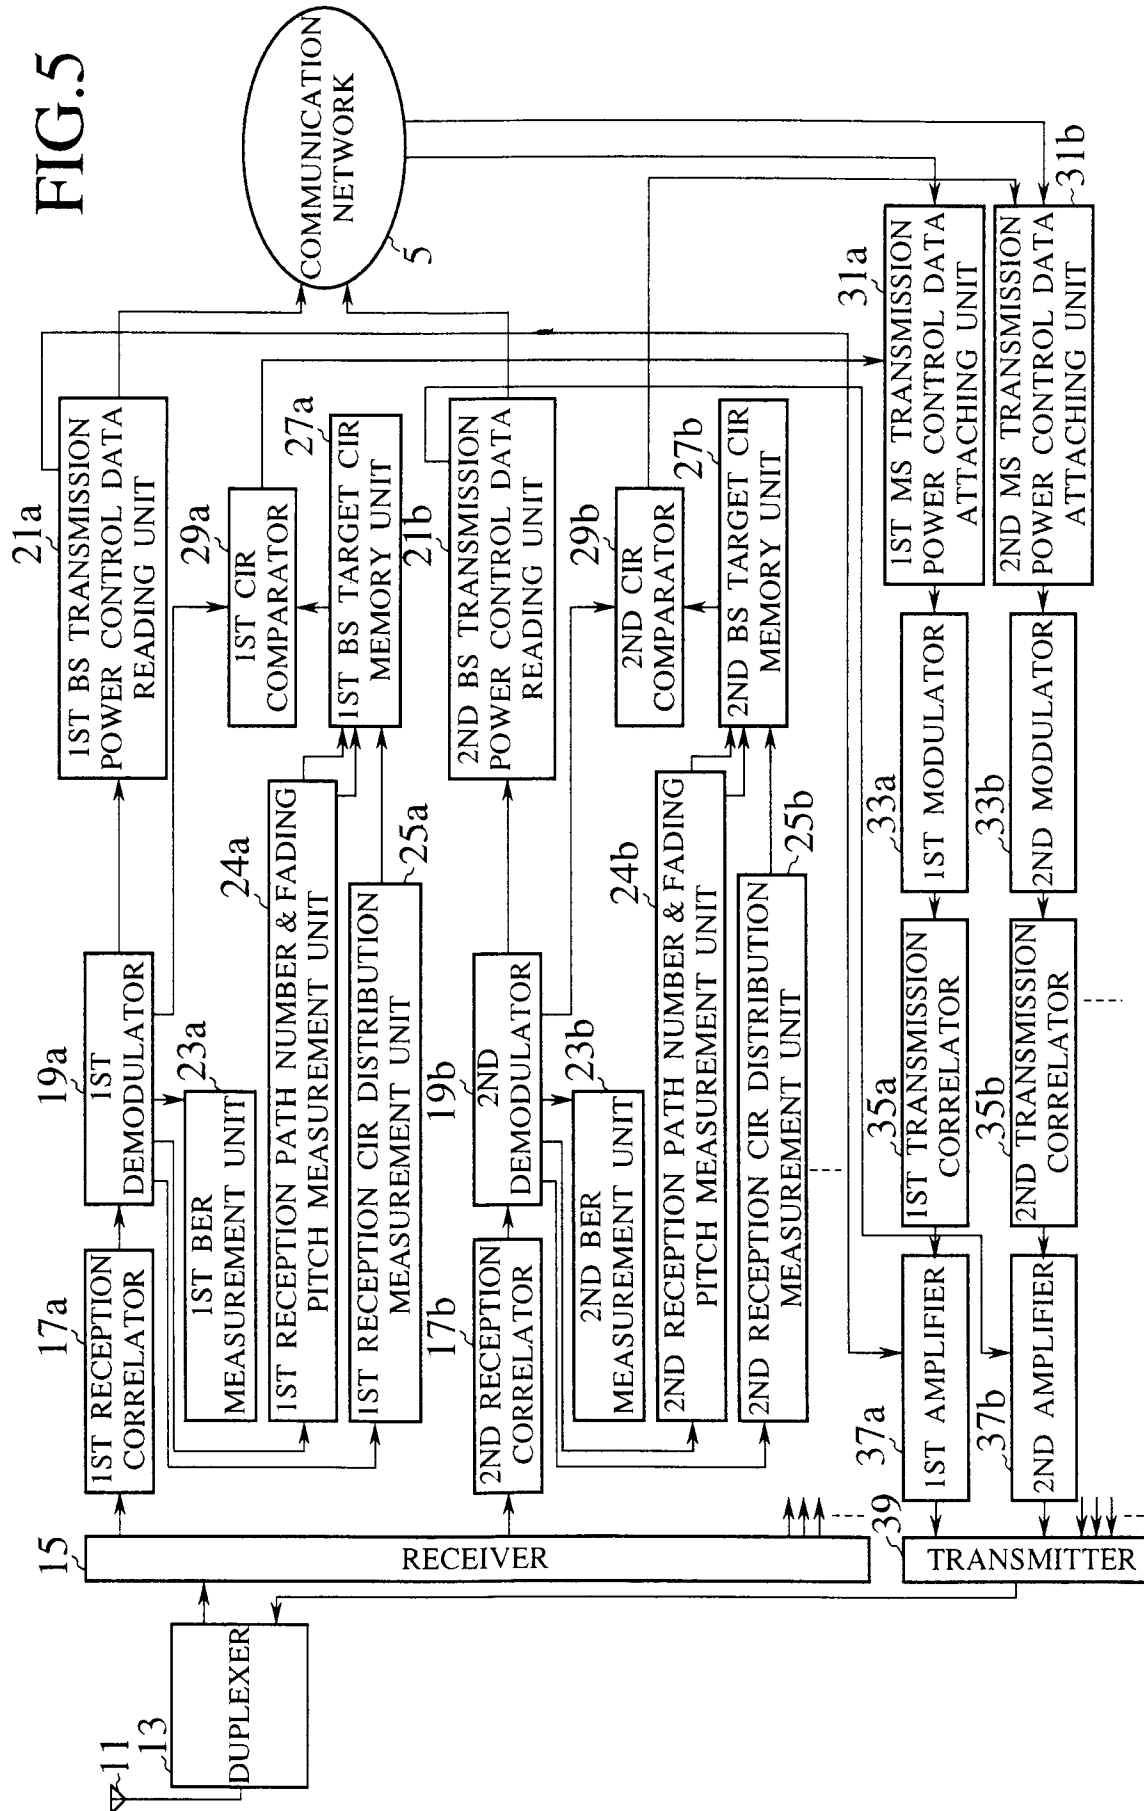 FIG.5
11
13
DUPLEXER
15
RECEIVER
17a
1ST RECEPTION
CORRELATOR
19a
1ST
DEMODULATOR
21a
1ST BS TRANSMISSION
POWER CONTROL DATA
READING UNIT
COMMUNICATION
NETWORK
5
23a
1ST BER
MEASUREMENT UNIT
29a
1ST CIR
COMPARATOR
24a
1ST RECEPTION PATH NUMBER & FADING
PITCH MEASUREMENT UNIT
27a
1ST BS TARGET CIR
MEMORY UNIT
25a
1ST RECEPTION CIR DISTRIBUTION
MEASUREMENT UNIT
17b
2ND RECEPTION
CORRELATOR
19b
2ND
DEMODULATOR
21b
2ND BS TRANSMISSION
POWER CONTROL DATA
READING UNIT
23b
2ND BER
MEASUREMENT UNIT
29b
2ND CIR
COMPARATOR
24b
2ND RECEPTION PATH NUMBER & FADING
PITCH MEASUREMENT UNIT
27b
2ND BS TARGET CIR
MEMORY UNIT
25b
2ND RECEPTION CIR DISTRIBUTION
MEASUREMENT UNIT
39
TRANSMITTER
37a
1ST AMPLIFIER
35a
1ST TRANSMISSION
CORRELATOR
33a
1ST MODULATOR
31a
1ST MS TRANSMISSION
POWER CONTROL DATA
ATTACHING UNIT
37b
2ND AMPLIFIER
35b
2ND TRANSMISSION
CORRELATOR
33b
2ND MODULATOR
31b
2ND MS TRANSMISSION
POWER CONTROL DATA
ATTACHING UNIT